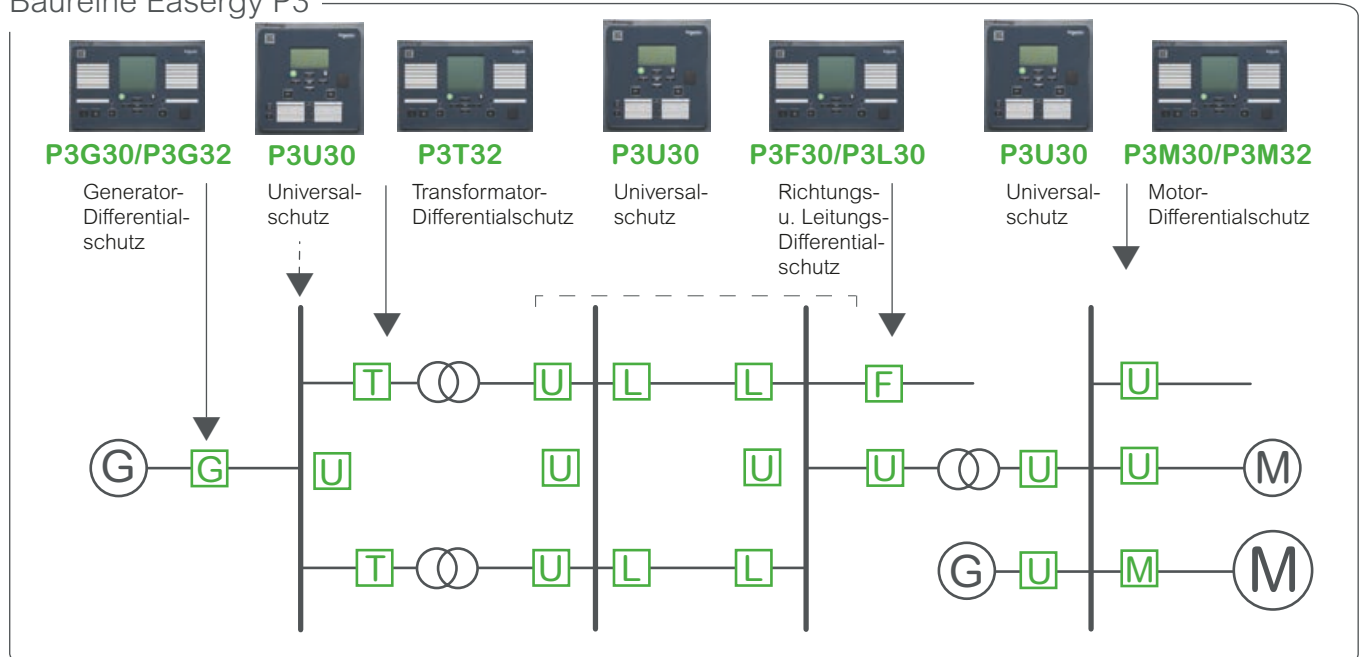 Baureihe Easergy P3
P3G30/P3G32
Generator-
Differential-
schutz
P3U30
Universal-
schutz
P3T32
Transformator-
Differentialschutz
P3U30
Universal-
schutz
P3F30/P3L30
Richtungs-
u. Leitungs-
Differential-
schutz
P3U30
Universal-
schutz
P3M30/P3M32
Motor-
Differentialschutz
T U L L F U
G G U U U U U U M
T U L L G U M M